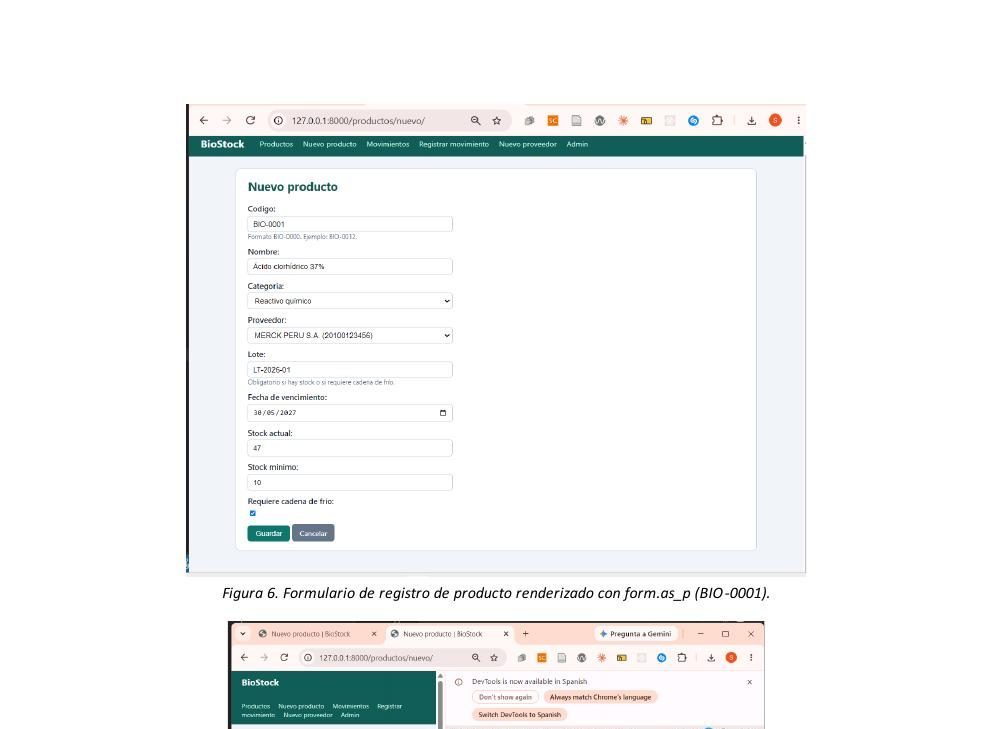 127.0.0.1:8000/productos/nuevo/
BioStock Productos Nuevo producto Movimientos Registrar movimiento Nuevo proveedor Admin
Nuevo producto
Codigo:
BIO-0001
Formato BIO-0000. Ejemplo: BIO-0012.
Nombre:
Ácido clorhídrico 37%
Categoria:
Reactivo químico
Proveedor:
MERCK PERU S.A. (20100123456)
Lote:
LT-2026-01
Obligatorio si hay stock o si requiere cadena de frio.
Fecha de vencimiento:
30/05/2027
Stock actual:
47
Stock minimo:
10
Requiere cadena de frio:
Guardar Cancelar
Figura 6. Formulario de registro de producto renderizado con form.as_p (BIO-0001).
Nuevo producto | BioStock Nuevo producto | BioStock Pregunta a Gemini
127.0.0.1:8000/productos/nuevo/
BioStock
Productos Nuevo producto Movimientos Registrar
movimiento Nuevo proveedor Admin
DevTools is now available in Spanish
Don't show again Always match Chrome's language
Switch DevTools to Spanish